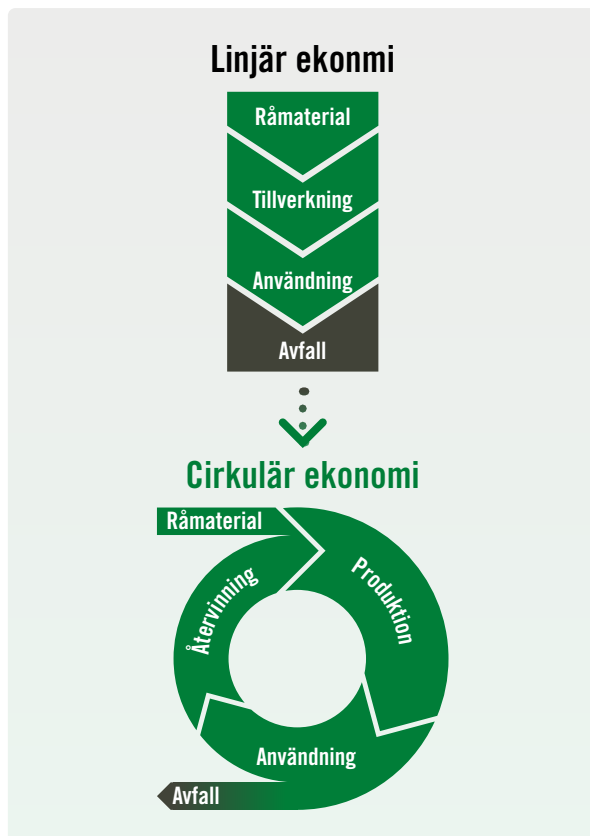 Linjär ekonmi
Råmaterial
Tillverkning
Användning
Avfall
Cirkulär ekonomi
Råmaterial
Produktion
Återvinning
Användning
Avfall